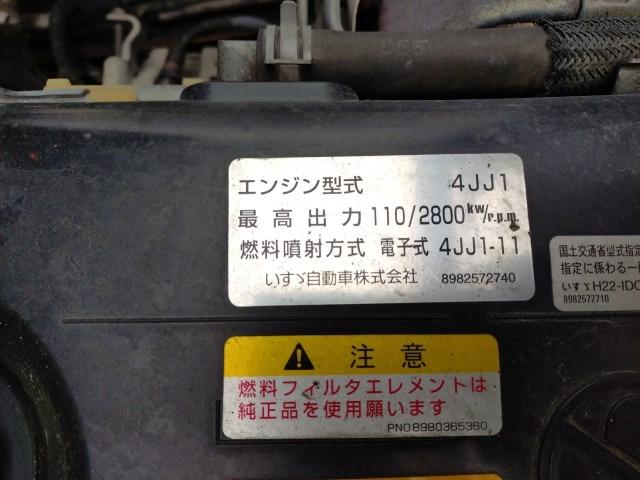 エンジン型式 4JJ1
最高出力 110/2800kw/r.p.m.
燃料噴射方式 電子式 4JJ1-11
いすゞ自動車株式会社 8982572740
国土交通省型式指定
指定に係わる一
いすゞH22-IDC
8982572710
注意
燃料フィルタエレメントは
純正品を使用願います
PNO8980365360